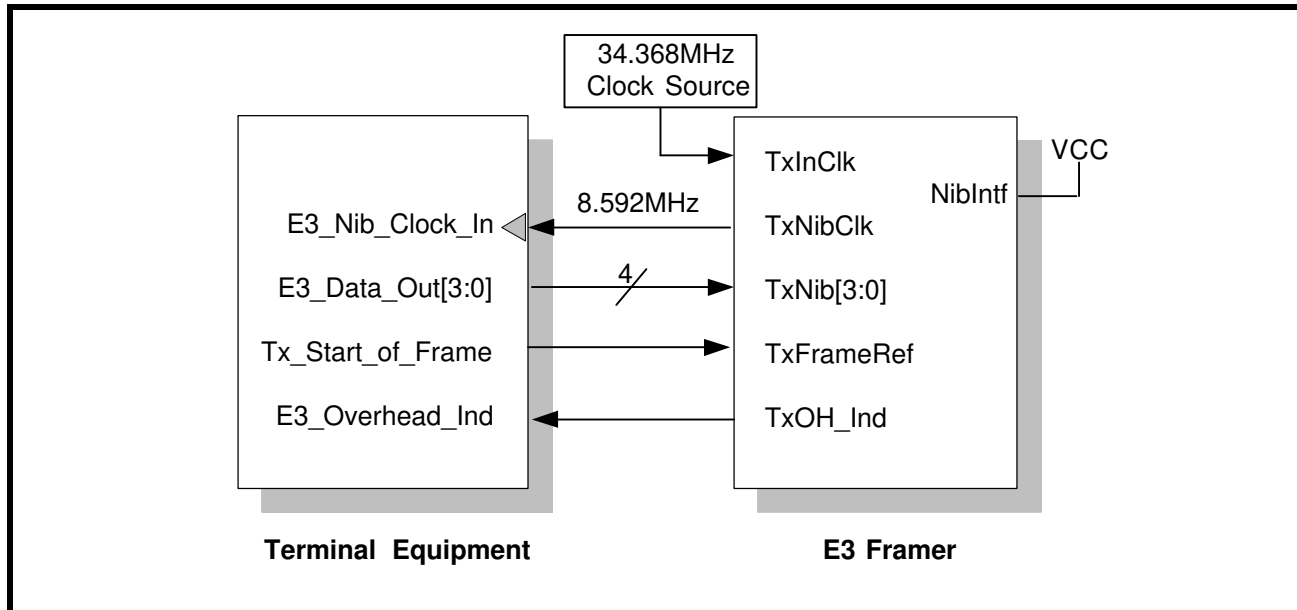 34.368MHz
Clock Source
TxInClk
VCC
NibIntf
8.592MHz
E3_Nib_Clock_In
TxNibClk
E3_Data_Out[3:0]
4
TxNib[3:0]
Tx_Start_of_Frame
TxFrameRef
E3_Overhead_Ind
TxOH_Ind
Terminal Equipment
E3 Framer